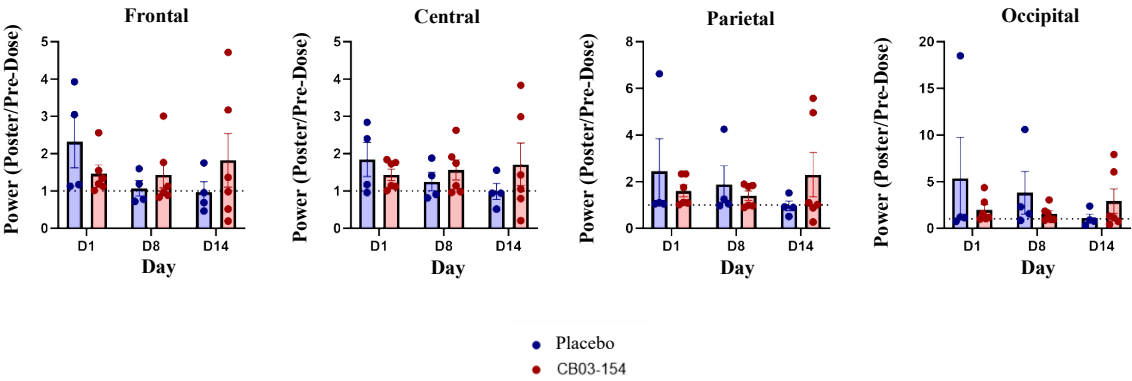 Frontal
Power (Poster/Pre-Dose)
5
4
3
2
1
0
D1
D8
D14
Day
Central
Power (Poster/Pre-Dose)
5
4
3
2
1
0
D1
D8
D14
Day
Parietal
Power (Poster/Pre-Dose)
8
6
4
2
0
D1
D8
D14
Day
Occipital
Power (Poster/Pre-Dose)
20
15
10
5
0
D1
D8
D14
Day
Placebo
CB03-154